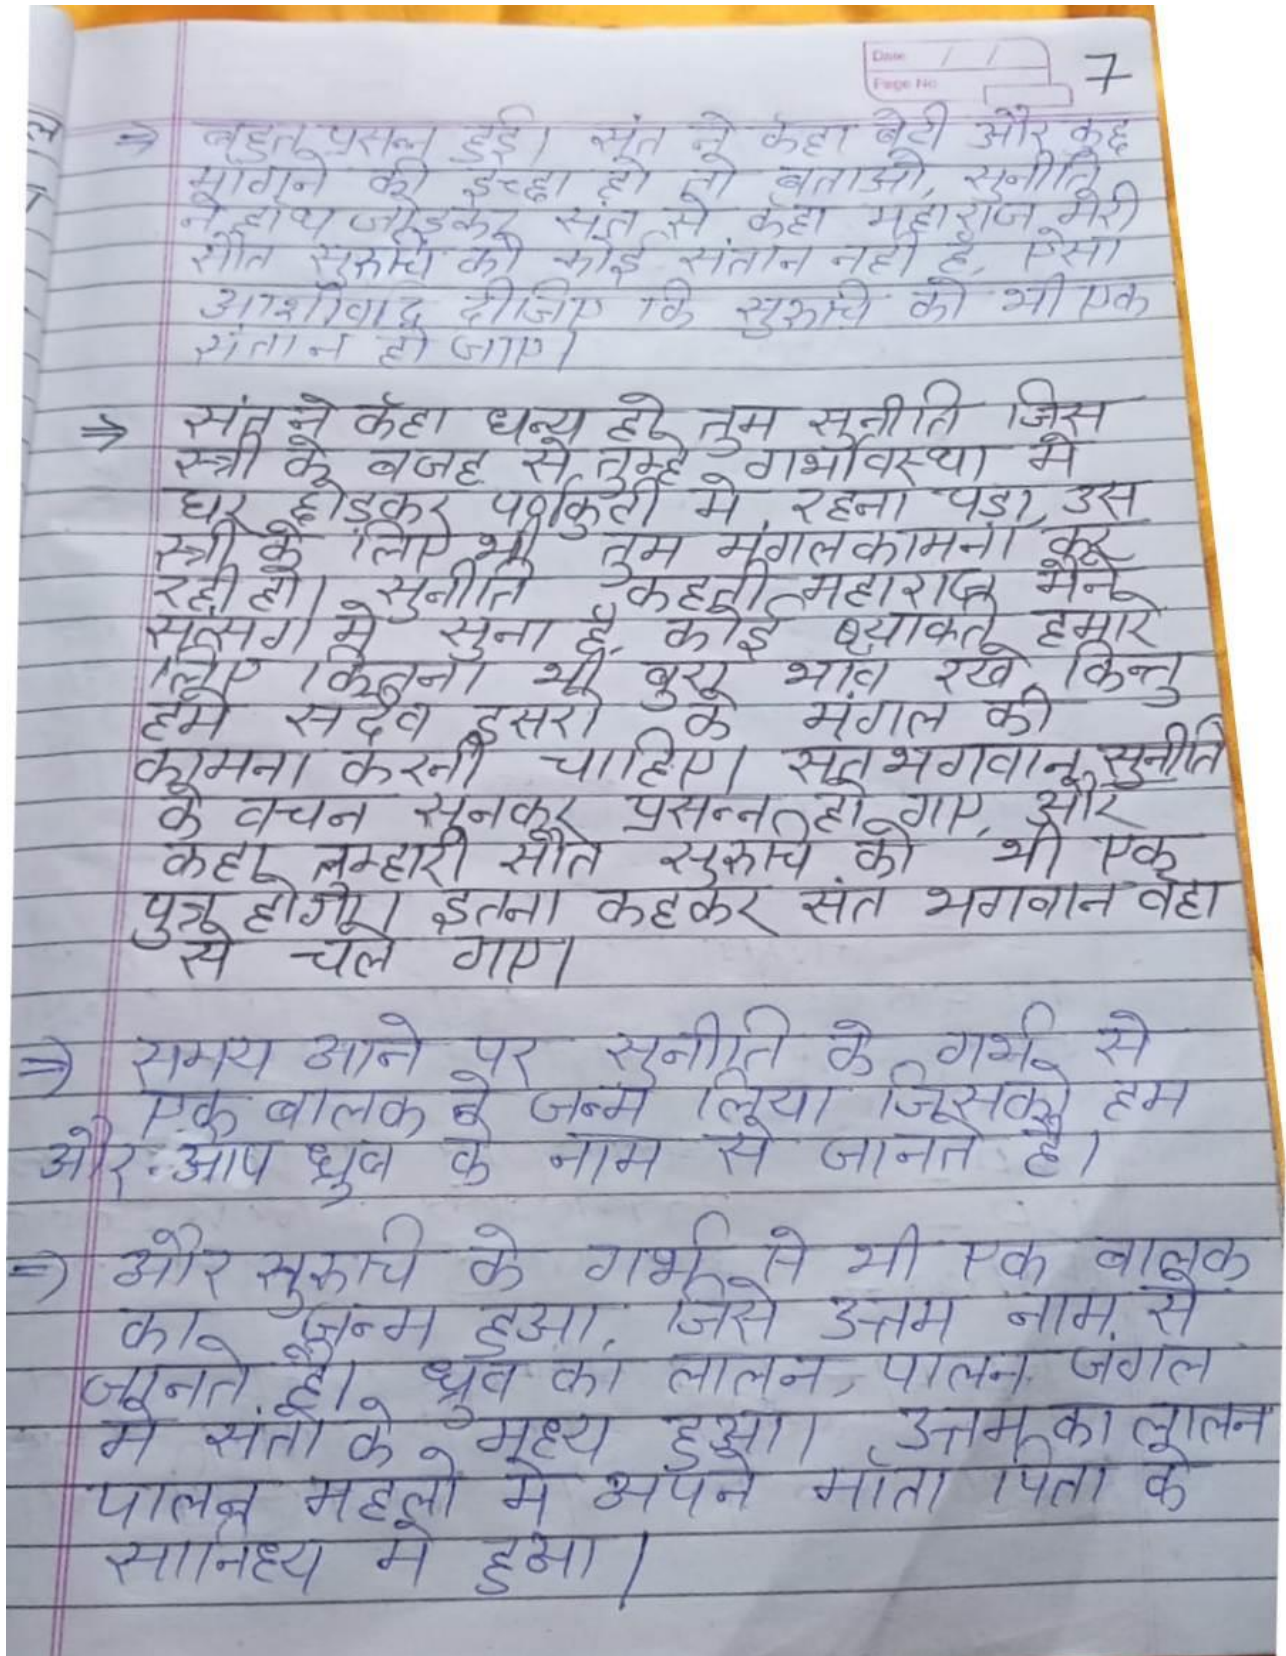 Date / / 7
Page No
⇒ बहुत प्रसन्न हुई। संत ने कहा बेटी और कुछ
मांगने की इच्छा हो तो बताओ, सुनीति
ने हाथ जोड़कर संत से कहा महाराज मेरी
सौत सुरुचि को कोई संतान नहीं है, ऐसा
आशीर्वाद दीजिए कि सुरुचि को भी एक
संतान हो जाए।
⇒ संत ने कहा धन्य हो तुम सुनीति जिस
स्त्री के वजह से तुम्हे गर्भावस्था मे
घर छोड़कर पर्णकुटी मे रहना पड़ा, उस
स्त्री के लिए भी तुम मंगलकामना कर
रही हो। सुनीति कहती महाराज मैने
सत्संग मे सुना है, कोई व्याक्ति हमारे
लिए कितना भी बुरा भाव रखे किन्तु
हमे सदैव दुसरो के मंगल की
कामना करनी चाहिए। संत भगवान सुनीति
के वचन सुनकर प्रसन्न हो गए, और
कहा तुम्हारी सौत सुरुचि को भी एक
पुत्र होगा। इतना कहकर संत भगवान वहा
से चले गए।
⇒ समय आने पर सुनीति के गर्भ से
एक बालक ने जन्म लिया जिसको हम
और आप ध्रुव के नाम से जानते है।
⇒ और सुरुचि के गर्भ से भी एक बालक
का जन्म हुआ, जिसे उत्तम नाम से
जानते है। ध्रुव का लालन, पालन जंगल
मे संतो के मध्य हुआ। उत्तम का लालन
पालन महलो मे अपने माता पिता के
सानिध्य मे हुआ।